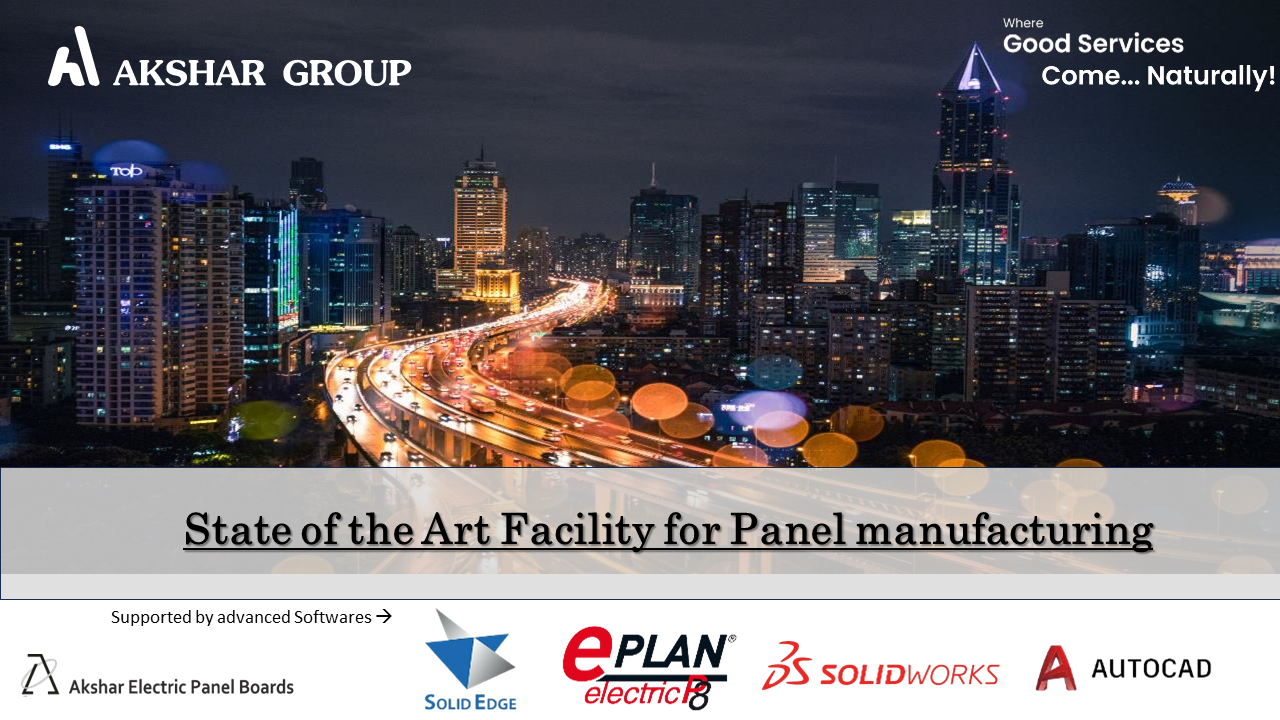 Where
Good Services
Come... Naturally!
AKSHAR GROUP
TOP
State of the Art Facility for Panel manufacturing
Supported by advanced Softwares →
Akshar Electric Panel Boards
SOLID EDGE
ePLAN®
electric P8
SOLIDWORKS
AUTOCAD